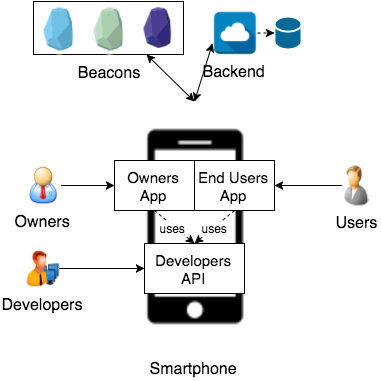 Beacons
Backend
Owners
App
End Users
App
Owners
Users
uses
uses
Developers
API
Developers
Smartphone